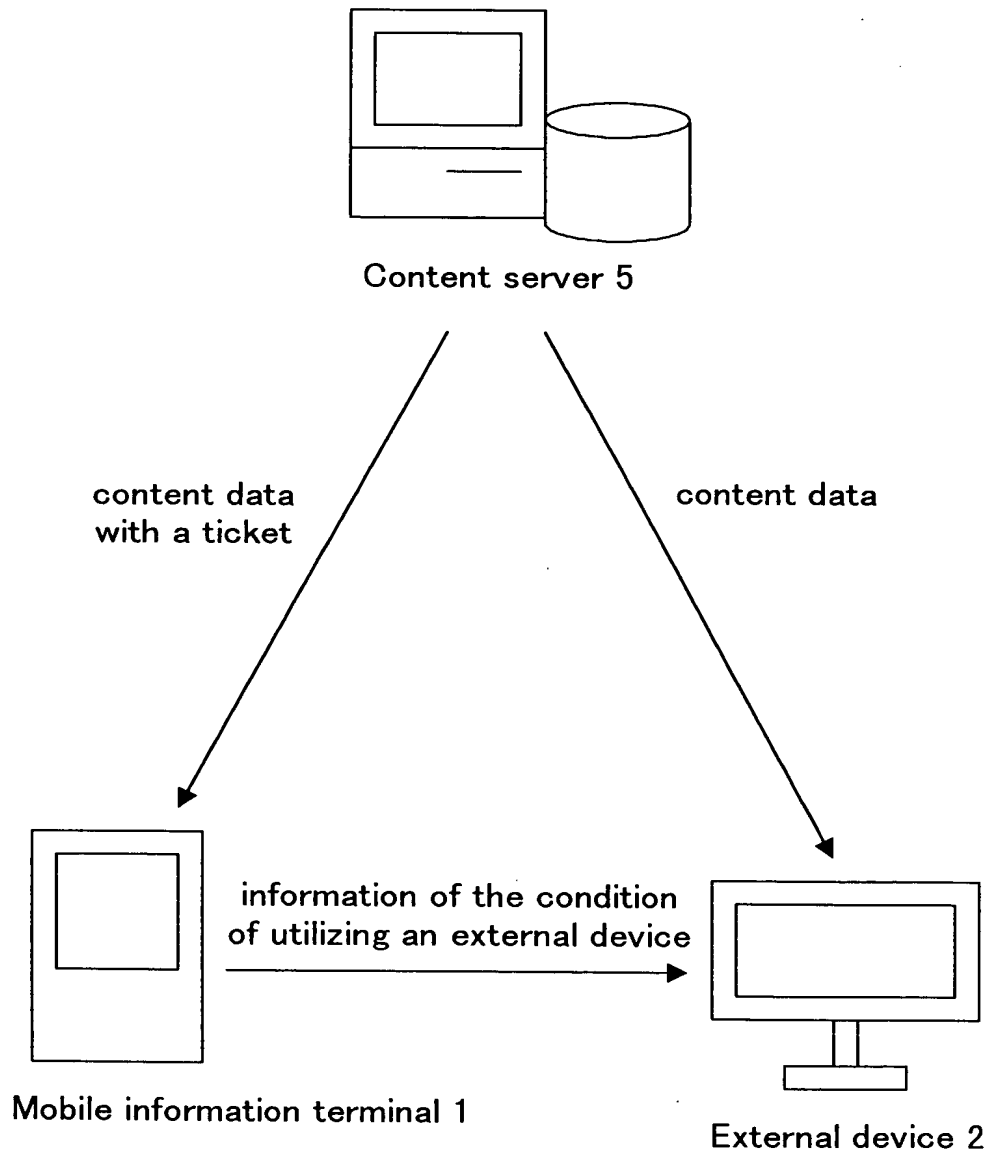 Content server 5
content data
with a ticket
content data
information of the condition
of utilizing an external device
Mobile information terminal 1
External device 2